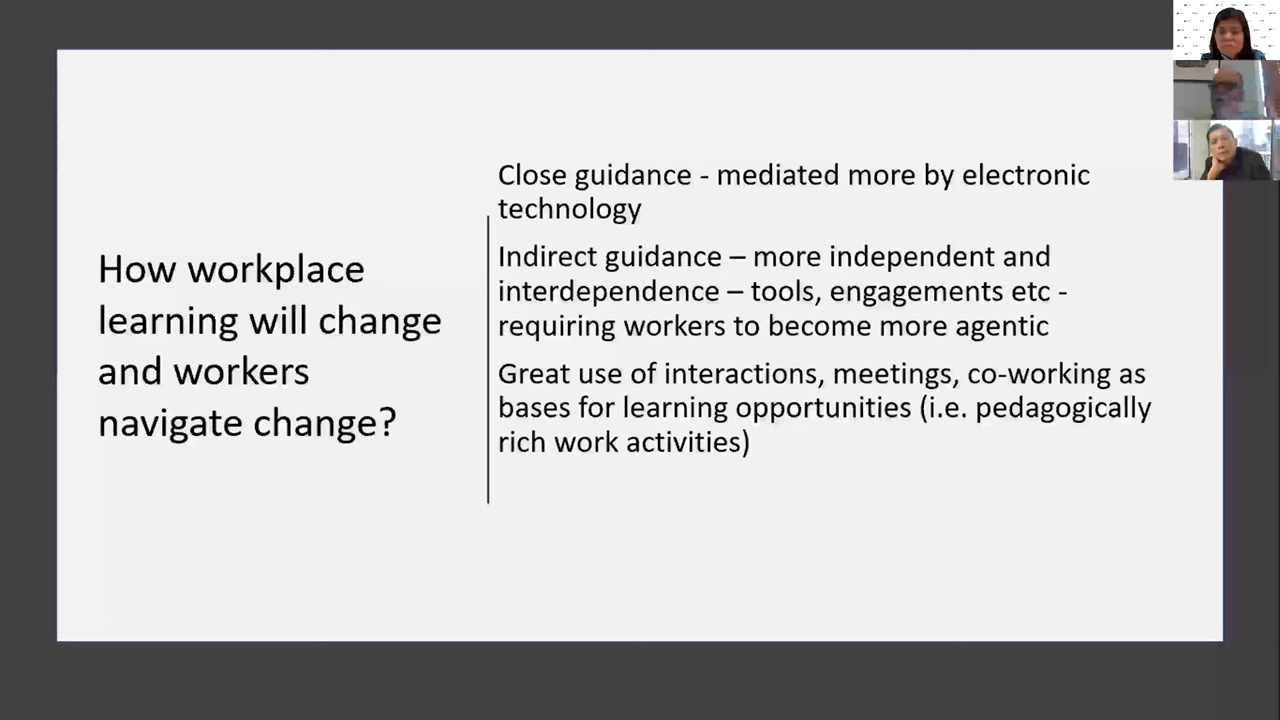 How workplace
learning will change
and workers
navigate change?
Close guidance - mediated more by electronic
technology
Indirect guidance – more independent and
interdependence – tools, engagements etc -
requiring workers to become more agentic
Great use of interactions, meetings, co-working as
bases for learning opportunities (i.e. pedagogically
rich work activities)